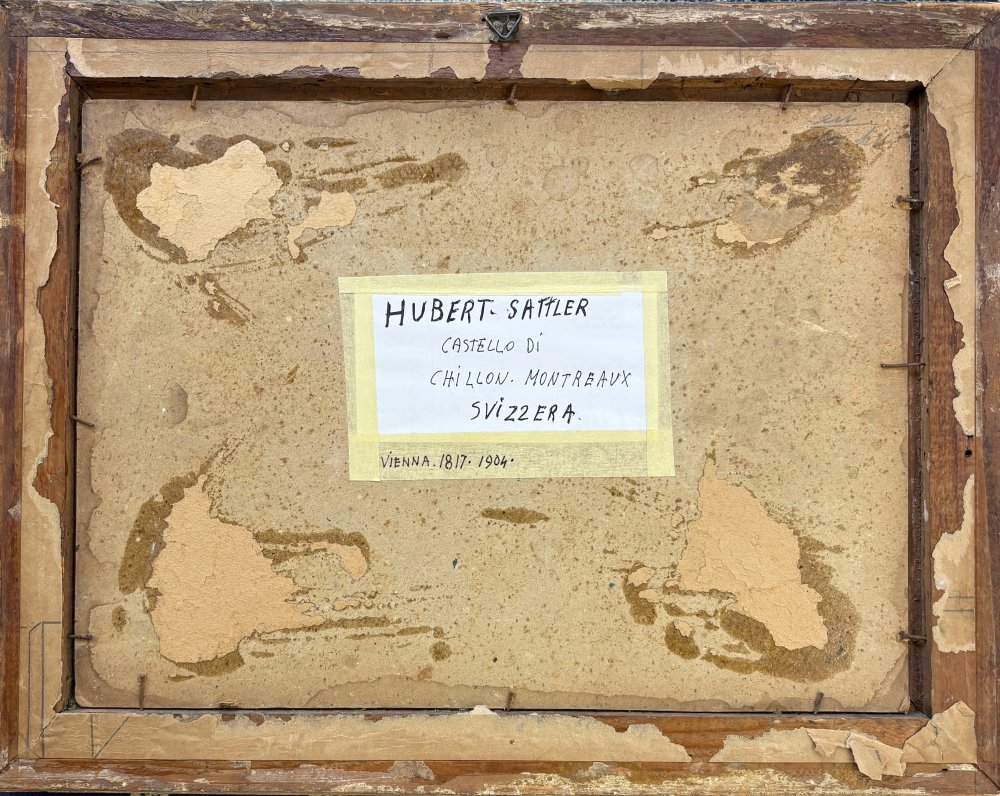 HUBERT. SATTLER
CASTELLO Di
CHiLLON. MONTREAUX
SViZZERA.
ViENNA. 1817. 1904.